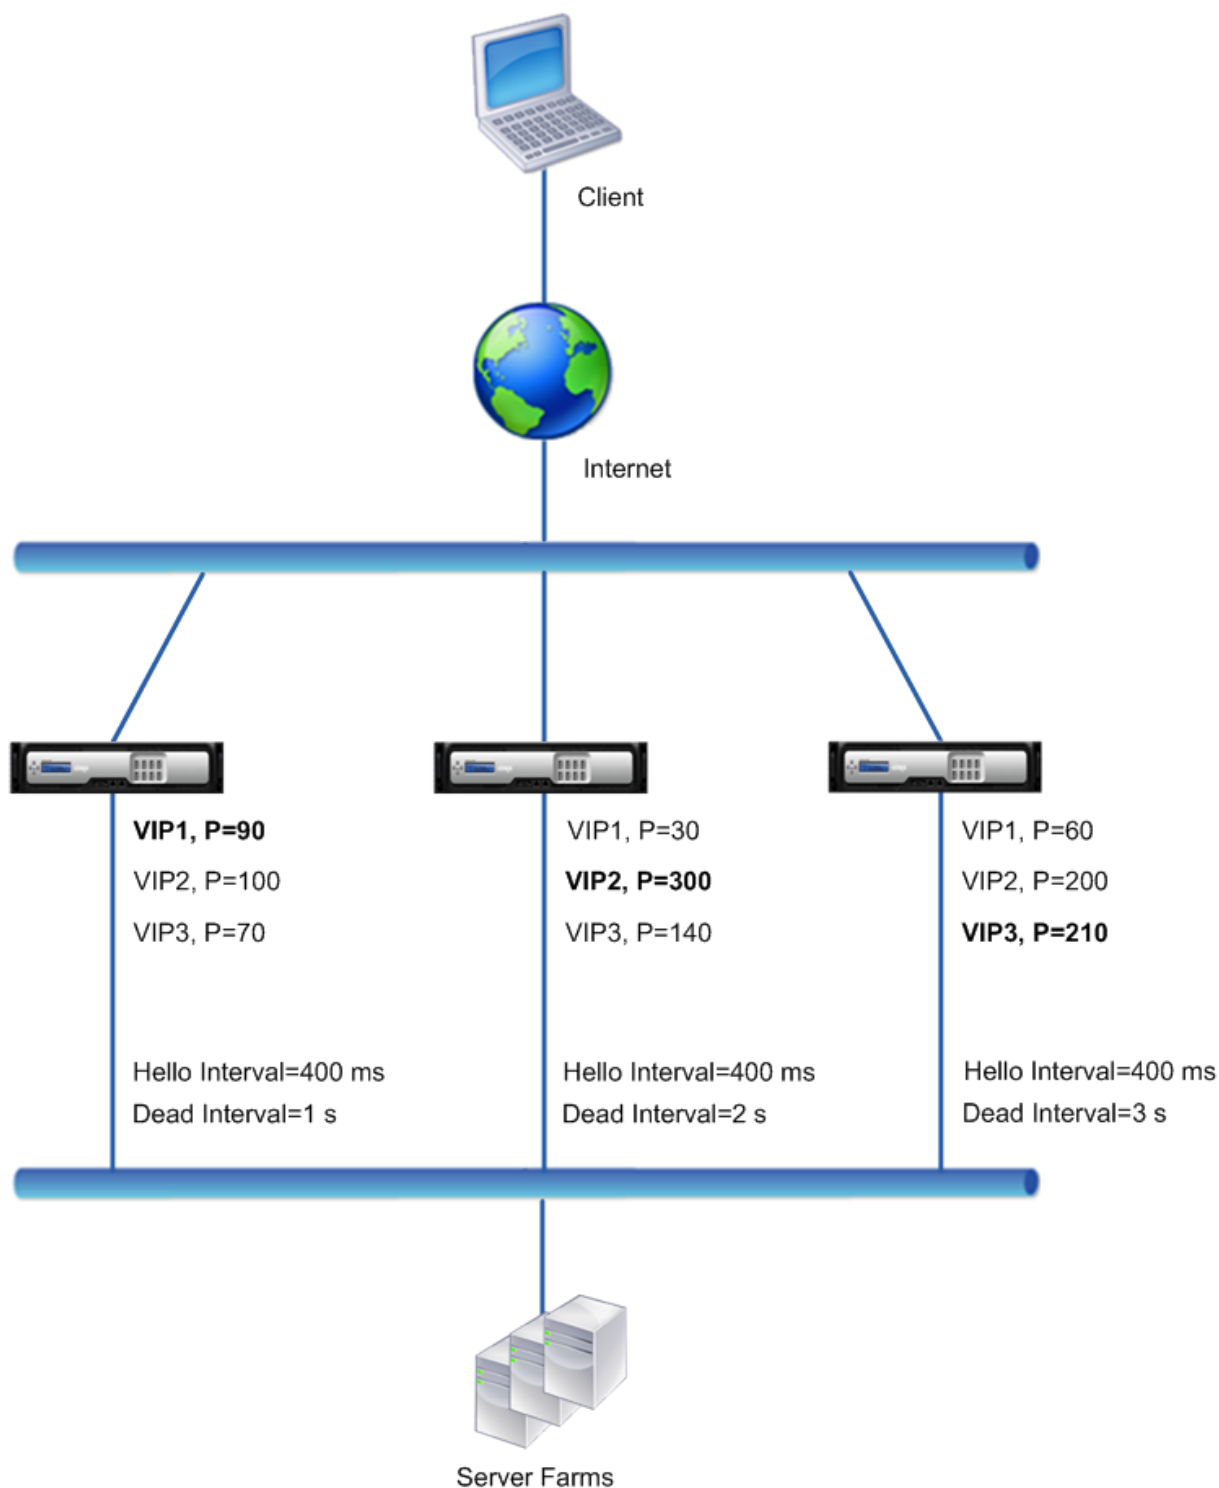 Client
Internet
VIP1, P=90
VIP2, P=100
VIP3, P=70
Hello Interval=400 ms
Dead Interval=1 s
VIP1, P=30
VIP2, P=300
VIP3, P=140
Hello Interval=400 ms
Dead Interval=2 s
VIP1, P=60
VIP2, P=200
VIP3, P=210
Hello Interval=400 ms
Dead Interval=3 s
Server Farms